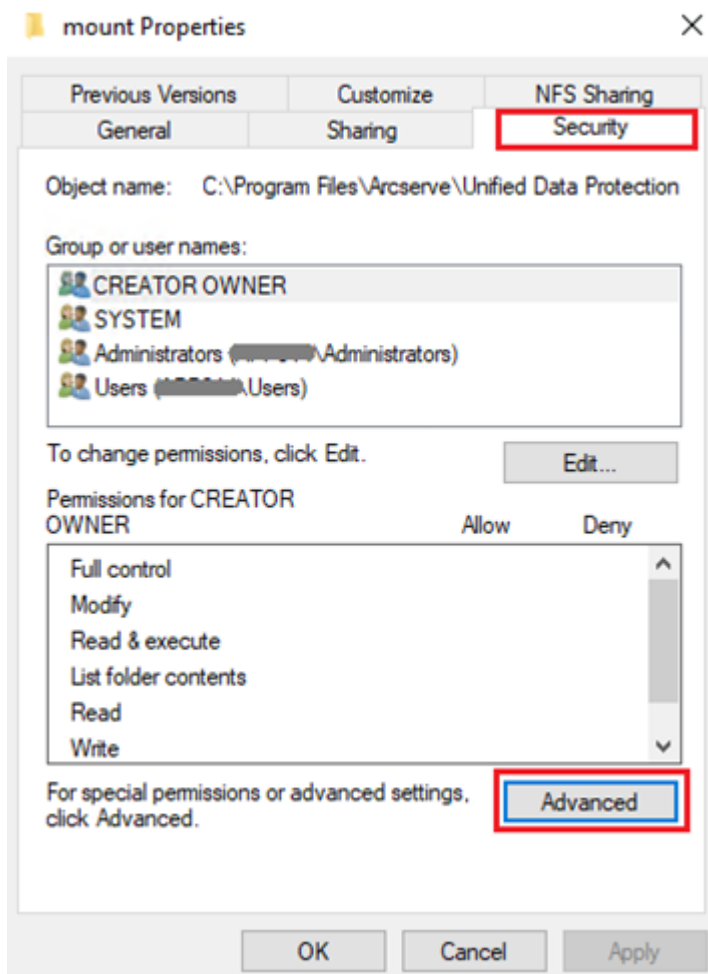 mount Properties
Previous Versions Customize NFS Sharing
General Sharing Security
Object name: C:\Program Files\Arcserve\Unified Data Protection
Group or user names:
CREATOR OWNER
SYSTEM
Administrators (\Administrators)
Users (\Users)
To change permissions, click Edit.
Edit...
Permissions for CREATOR
OWNER Allow Deny
Full control
Modify
Read & execute
List folder contents
Read
Write
For special permissions or advanced settings,
click Advanced.
Advanced
OK Cancel Apply